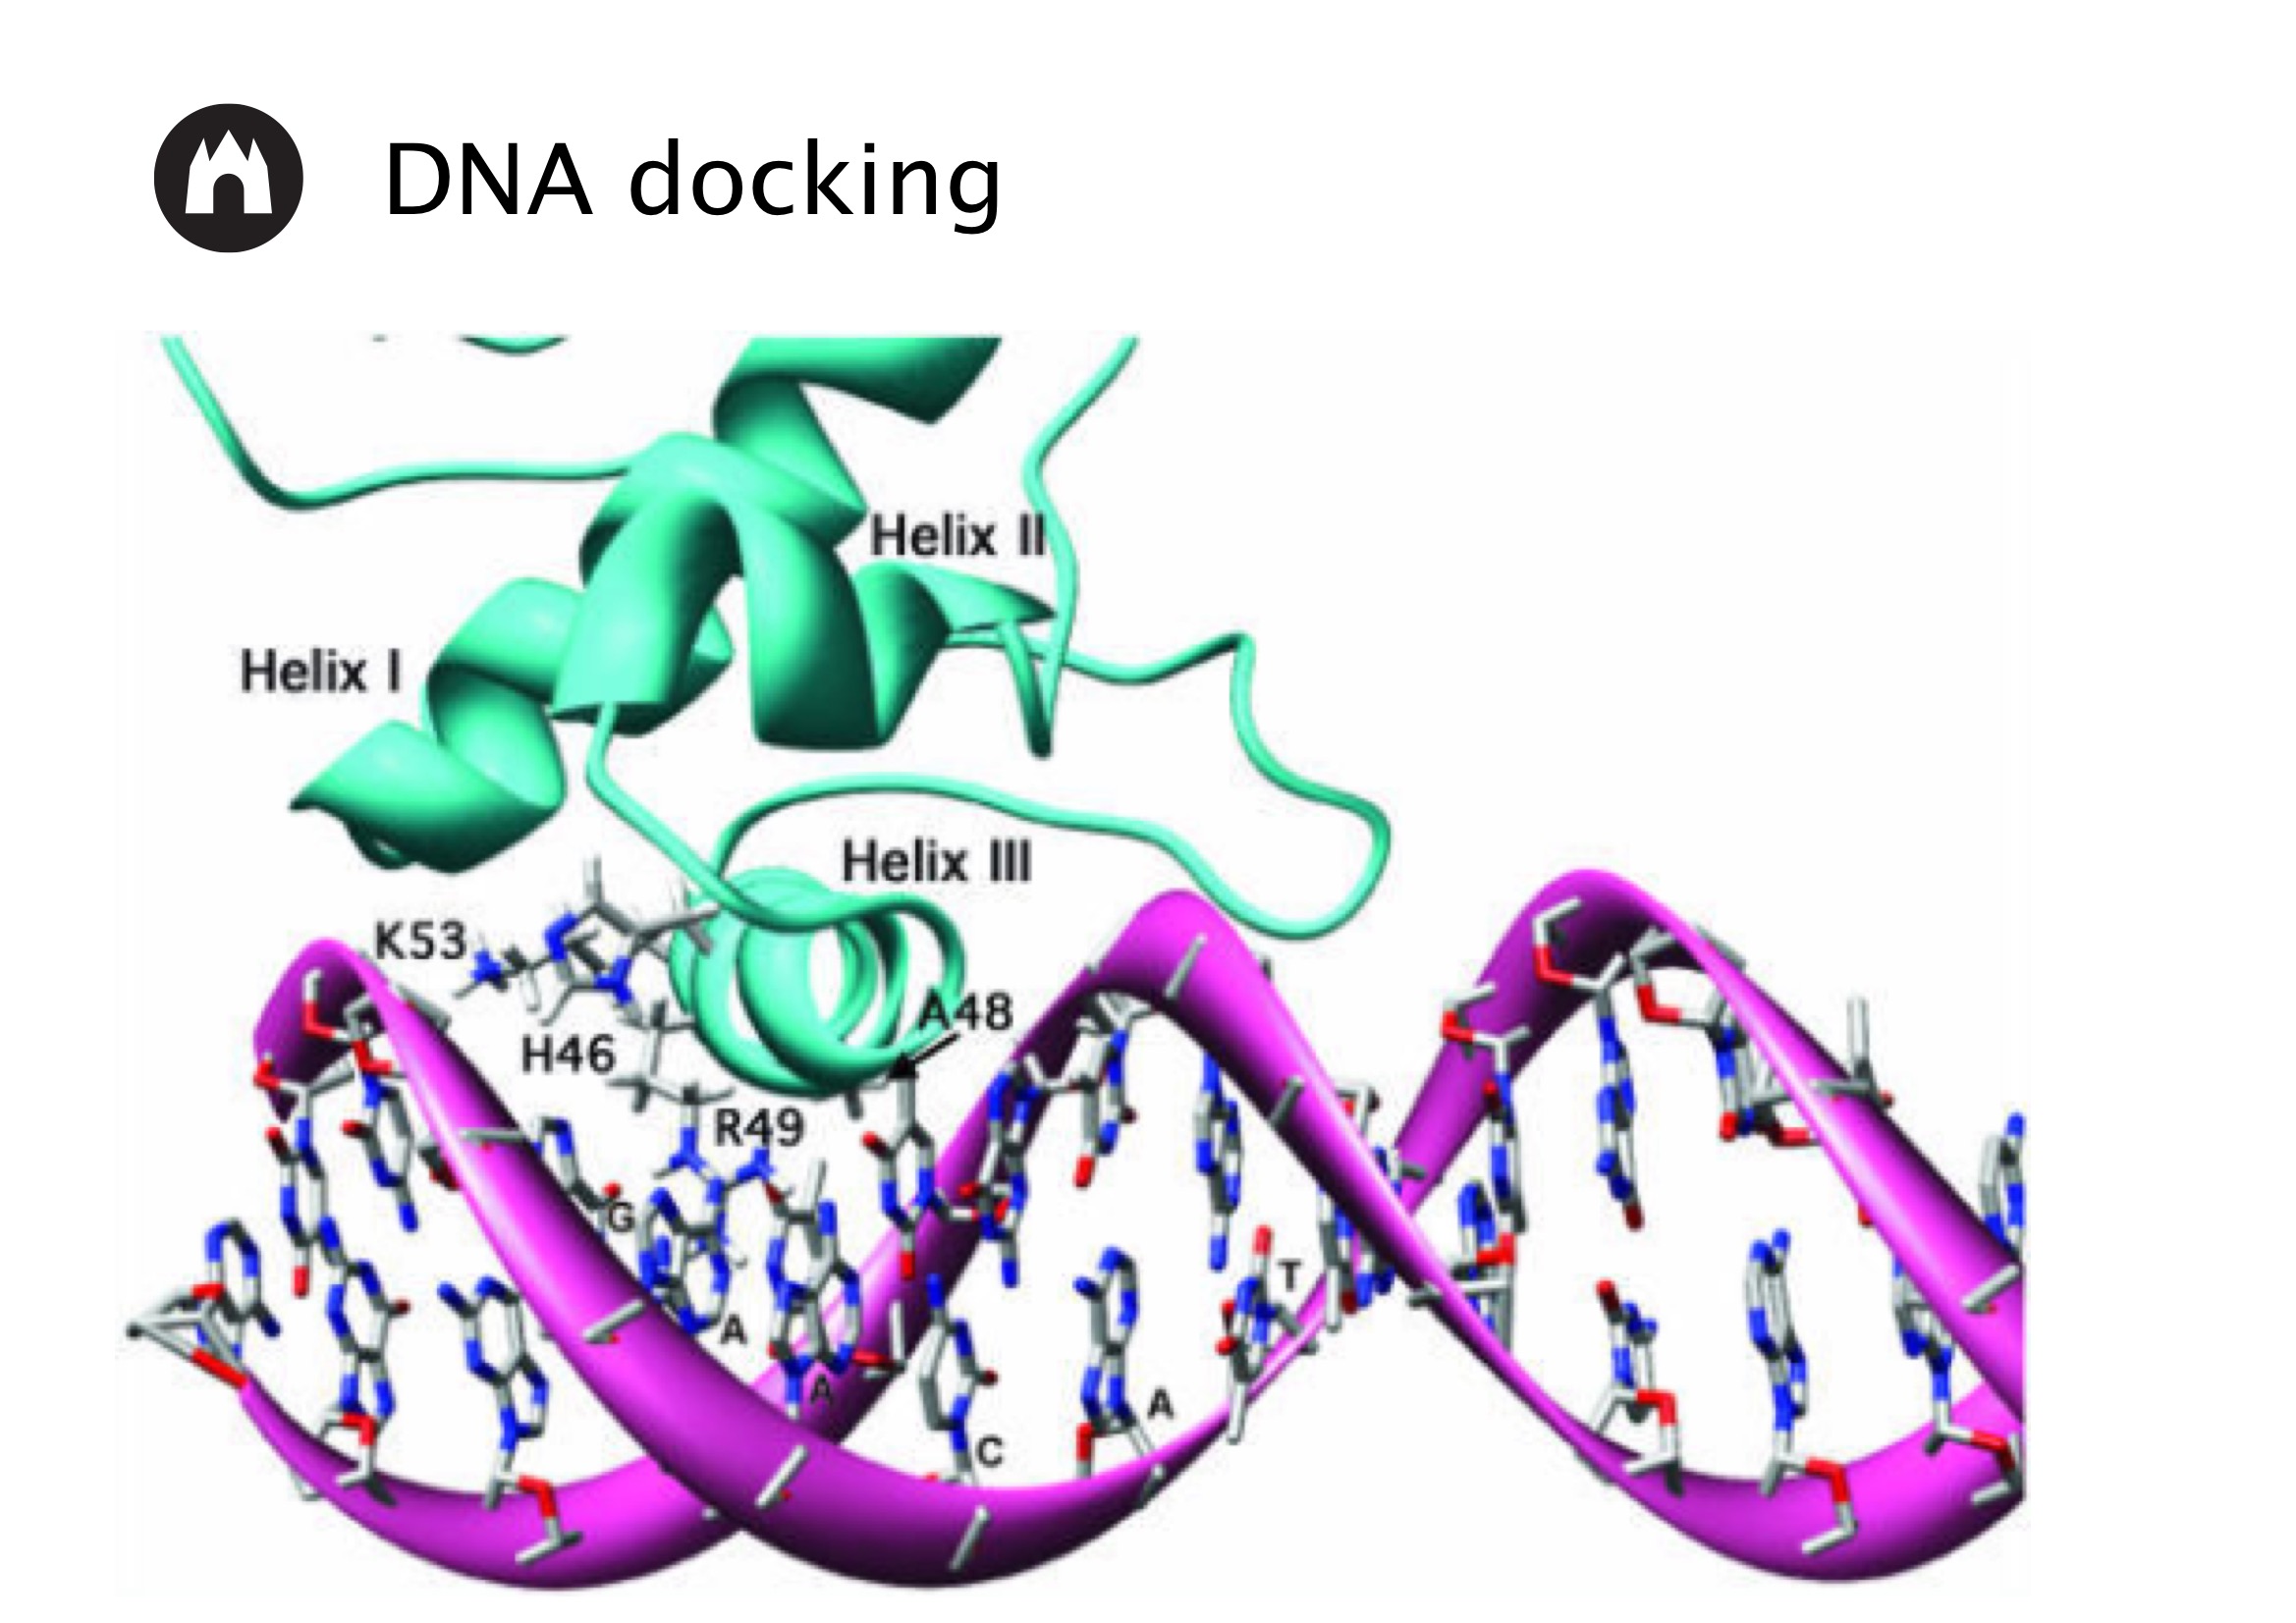 DNA docking
Helix II
Helix I
Helix III
K53
A48
H46
R49
G
T
A
A
A
C